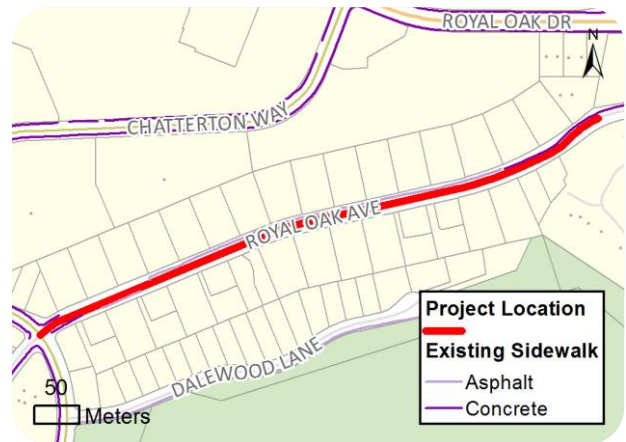 ROYAL OAK DR
N
CHATTERTON WAY
ROYAL OAK AVE
DALEWOOD LANE
50
Meters
Project Location
Existing Sidewalk
Asphalt
Concrete